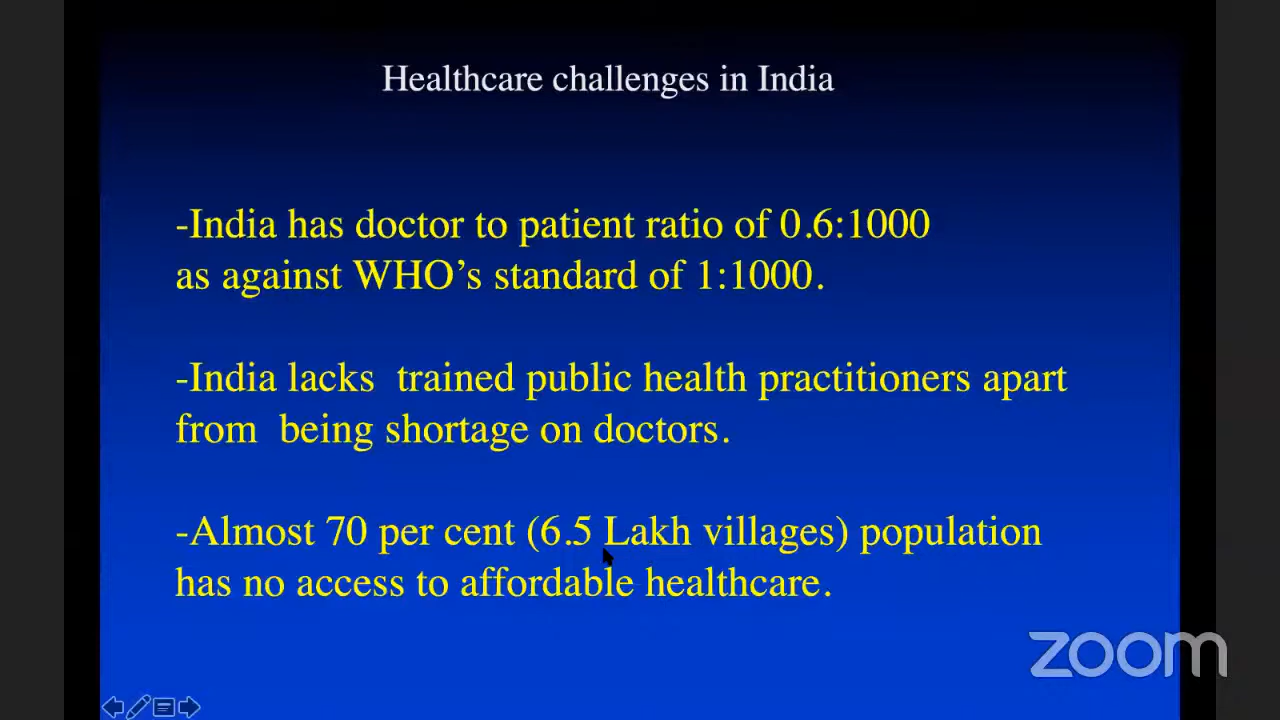 Healthcare challenges in India
-India has doctor to patient ratio of 0.6:1000
as against WHO’s standard of 1:1000.
-India lacks  trained public health practitioners apart
from  being shortage on doctors.
-Almost 70 per cent (6.5 Lakh villages) population
has no access to affordable healthcare.
zoom